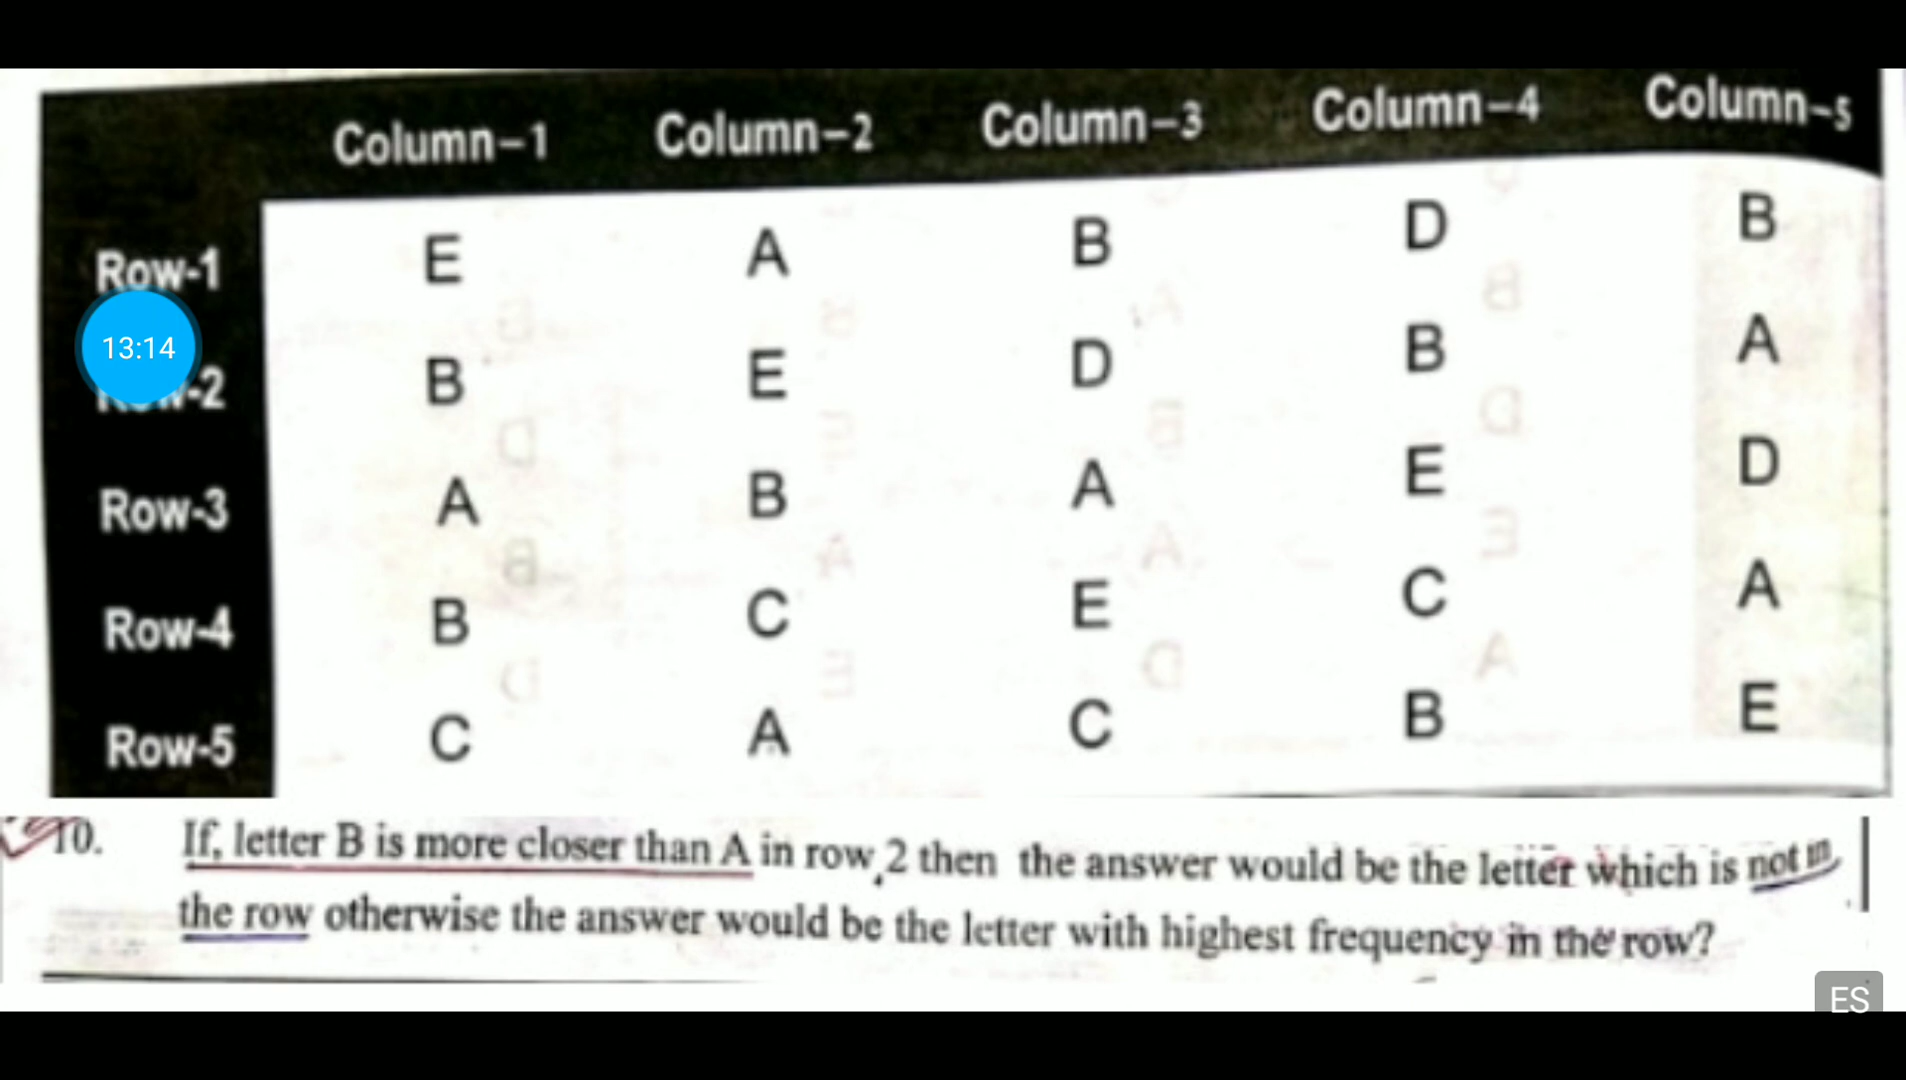 Column-1 Column-2 Column-3 Column-4 Column-5
Row-1 E A B D B
13:14
-2 B E D B A
Row-3 A B A E D
Row-4 B C E C A
Row-5 C A C B E
10. If, letter B is more closer than A in row 2 then the answer would be the letter which is not in
the row otherwise the answer would be the letter with highest frequency in the row?
ES